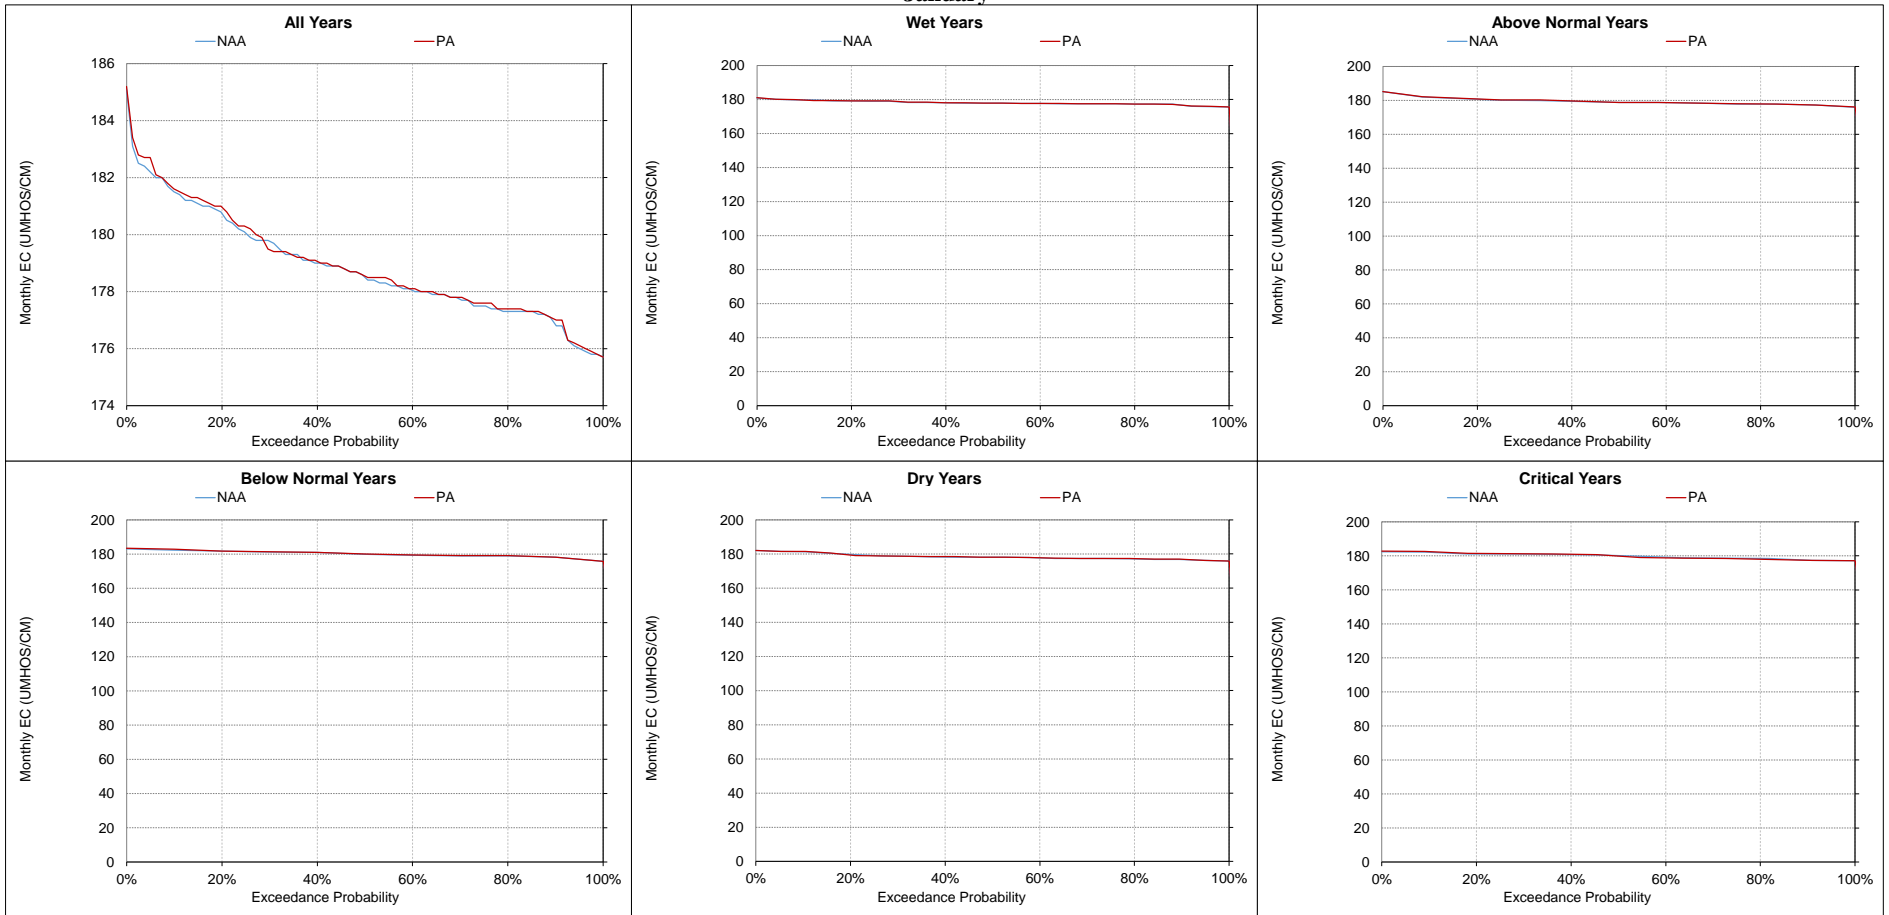 All Years
NAA PA
186
184
182
180
178
176
174
0% 20% 40% 60% 80% 100%
Monthly EC (UMHOS/CM)
Exceedance Probability
Wet Years
NAA PA
200
180
160
140
120
100
80
60
40
20
0
0% 20% 40% 60% 80% 100%
Monthly EC (UMHOS/CM)
Exceedance Probability
Above Normal Years
NAA PA
200
180
160
140
120
100
80
60
40
20
0
0% 20% 40% 60% 80% 100%
Monthly EC (UMHOS/CM)
Exceedance Probability
Below Normal Years
NAA PA
200
180
160
140
120
100
80
60
40
20
0
0% 20% 40% 60% 80% 100%
Monthly EC (UMHOS/CM)
Exceedance Probability
Dry Years
NAA PA
200
180
160
140
120
100
80
60
40
20
0
0% 20% 40% 60% 80% 100%
Monthly EC (UMHOS/CM)
Exceedance Probability
Critical Years
NAA PA
200
180
160
140
120
100
80
60
40
20
0
0% 20% 40% 60% 80% 100%
Monthly EC (UMHOS/CM)
Exceedance Probability